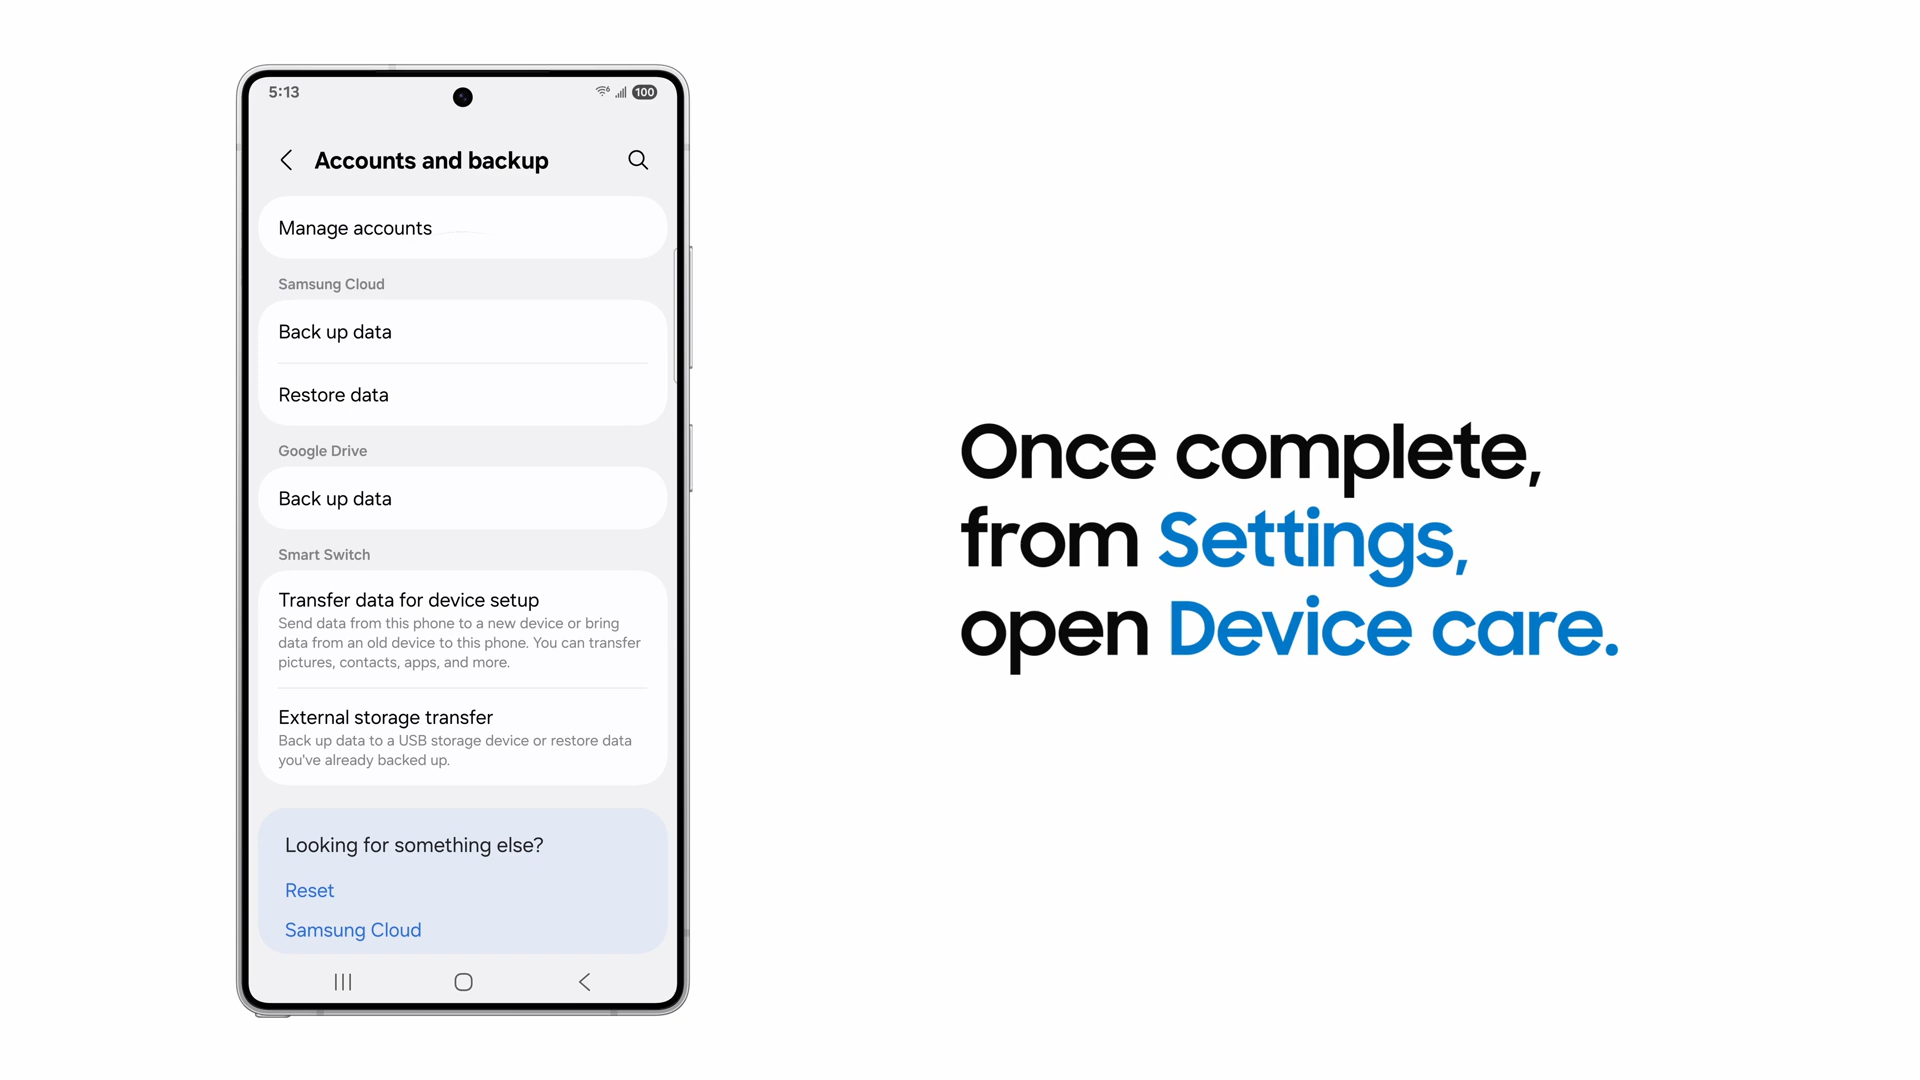 5:13
100
Accounts and backup
Manage accounts
Samsung Cloud
Back up data
Restore data
Google Drive
Back up data
Smart Switch
Transfer data for device setup
Send data from this phone to a new device or bring
data from an old device to this phone. You can transfer
pictures, contacts, apps, and more.
External storage transfer
Back up data to a USB storage device or restore data
you've already backed up.
Looking for something else?
Reset
Samsung Cloud
Once complete,
from Settings,
open Device care.